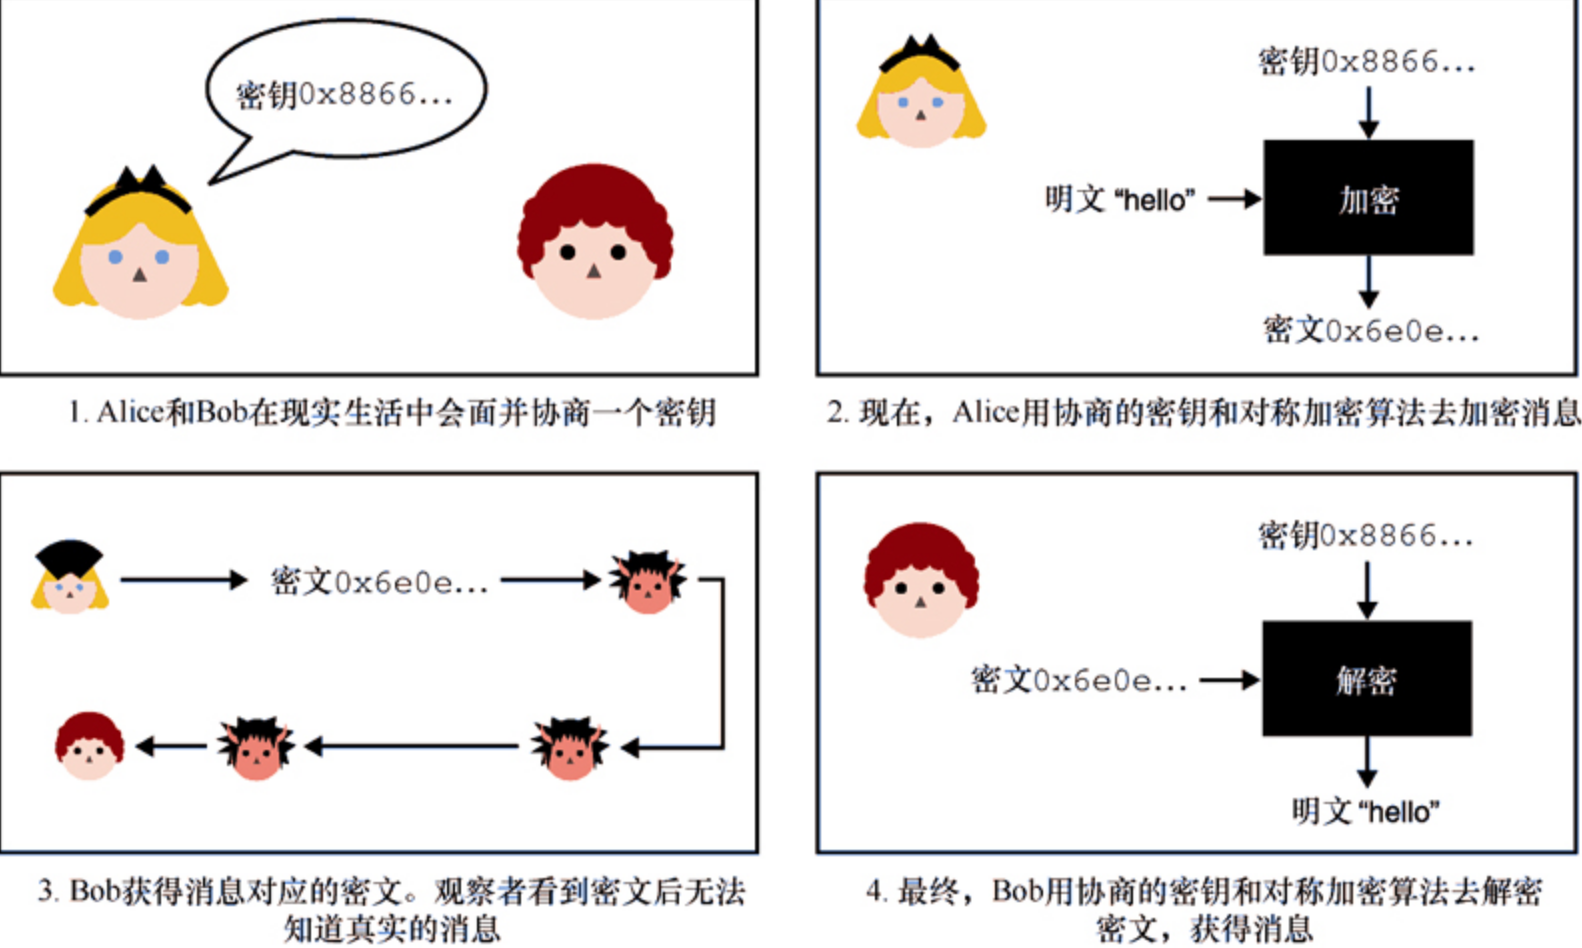 密钥0x8866...
1. Alice和Bob在现实生活中会面并协商一个密钥
密钥0x8866...
明文 “hello”
加密
密文0x6e0e...
2. 现在，Alice用协商的密钥和对称加密算法去加密消息
密文0x6e0e...
3. Bob获得消息对应的密文。观察者看到密文后无法
知道真实的消息
密钥0x8866...
密文0x6e0e...
解密
明文 “hello”
4. 最终，Bob用协商的密钥和对称加密算法去解密
密文，获得消息